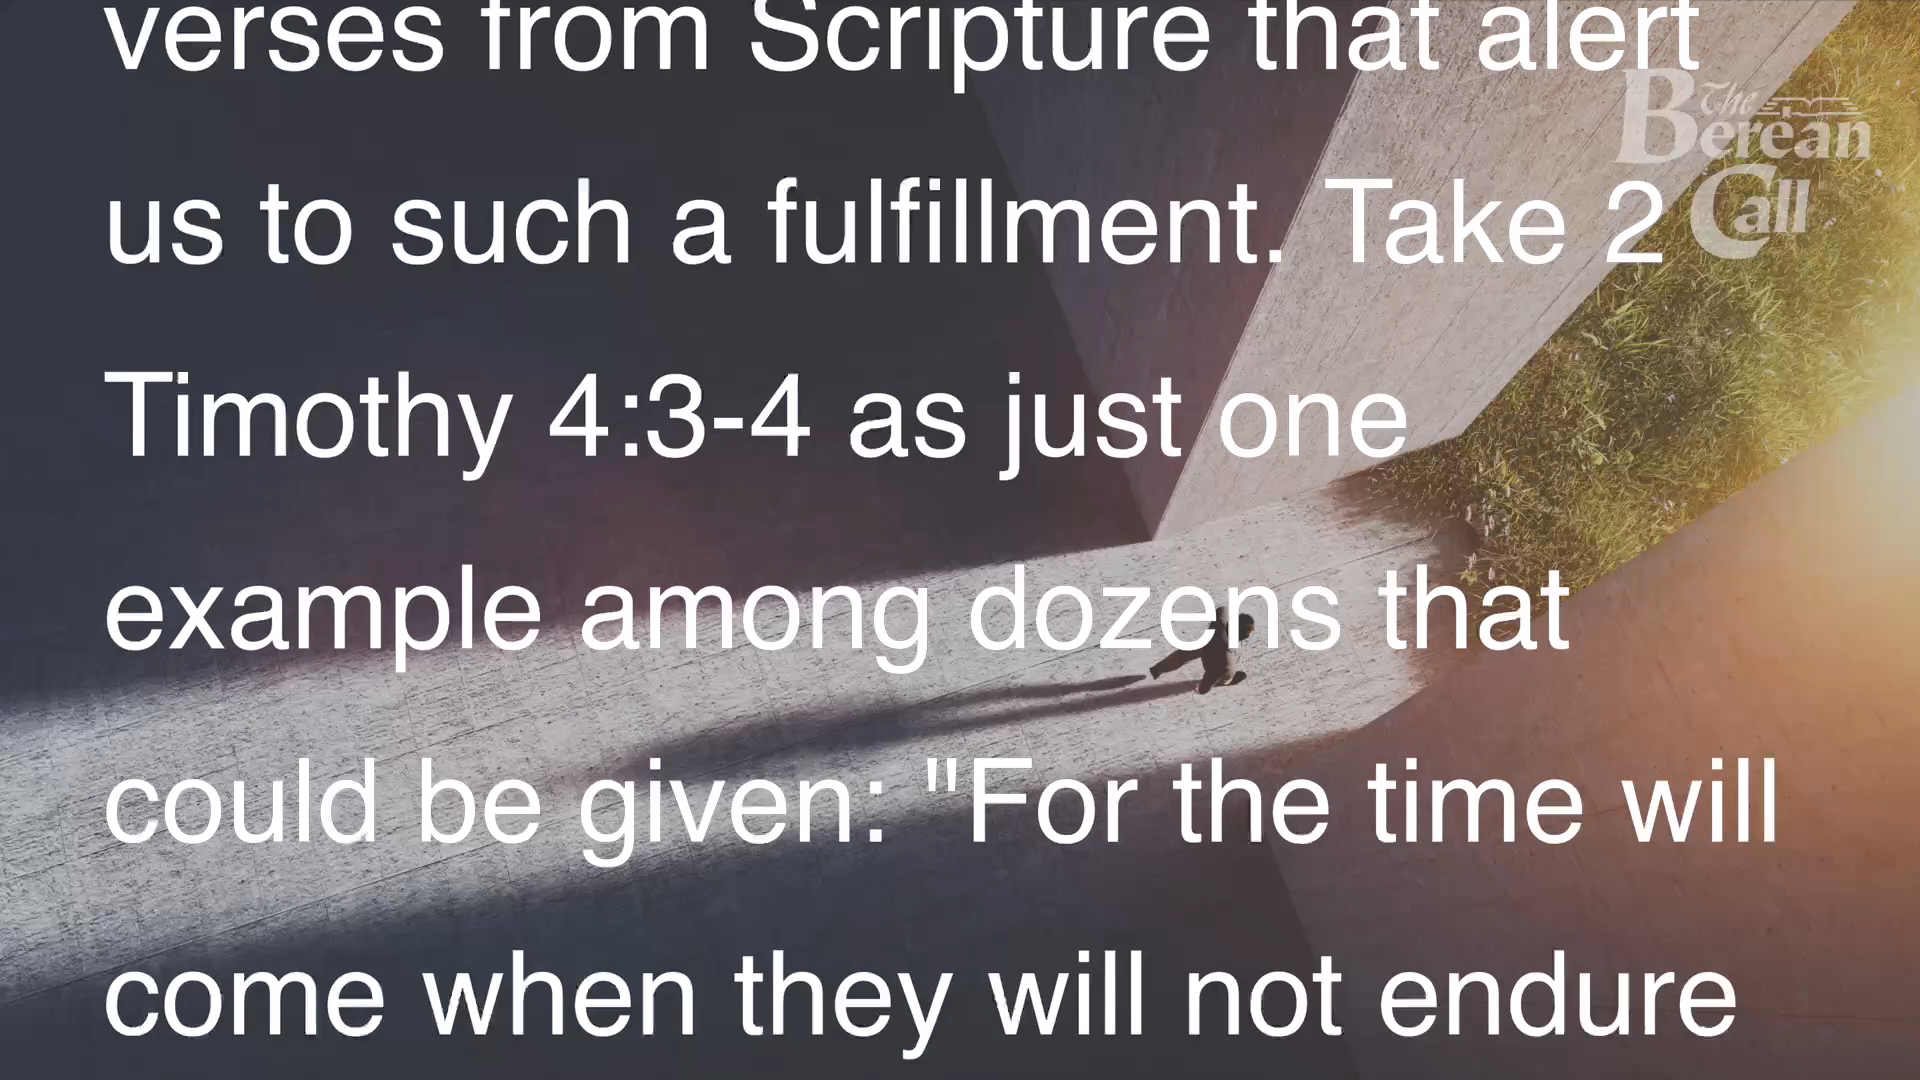 verses from Scripture that alert
The
Berean
Call
us to such a fulfillment. Take 2
Timothy 4:3-4 as just one
example among dozens that
could be given: "For the time will
come when they will not endure